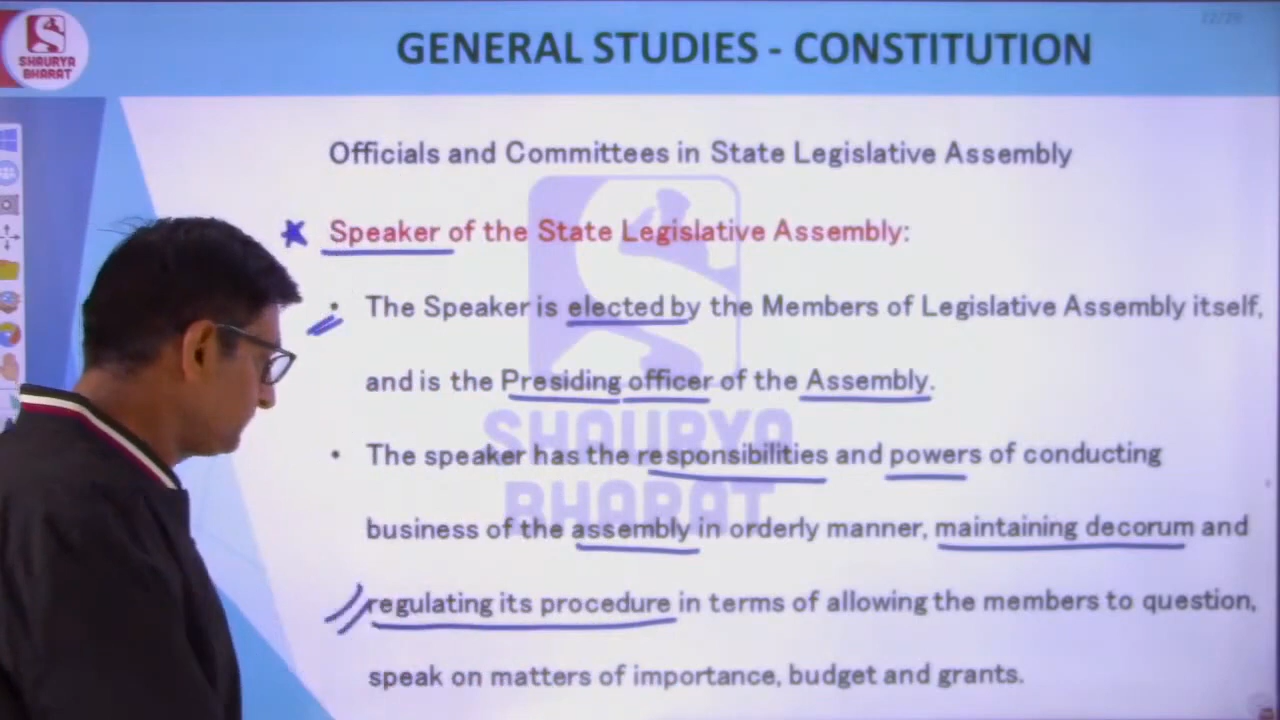 SHAURYA
BHARAT
GENERAL STUDIES - CONSTITUTION
Officials and Committees in State Legislative Assembly
Speaker of the State Legislative Assembly:
• The Speaker is elected by the Members of Legislative Assembly itself,
and is the Presiding officer of the Assembly.
• The speaker has the responsibilities and powers of conducting
business of the assembly in orderly manner, maintaining decorum and
regulating its procedure in terms of allowing the members to question,
speak on matters of importance, budget and grants.
SHAURYA
BHARAT